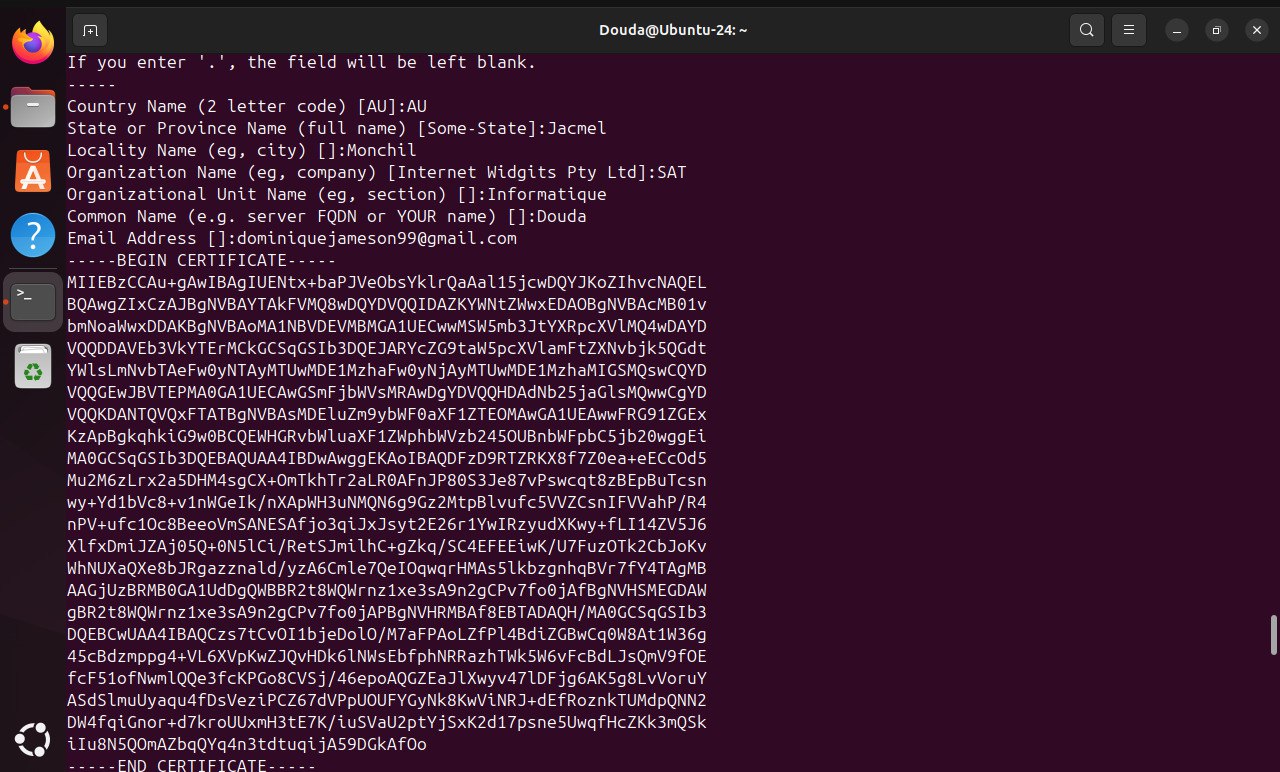 Douda@Ubuntu-24: ~
If you enter '.', the field will be left blank.
-----
Country Name (2 letter code) [AU]:AU
State or Province Name (full name) [Some-State]:Jacmel
Locality Name (eg, city) []:Monchil
Organization Name (eg, company) [Internet Widgits Pty Ltd]:SAT
Organizational Unit Name (eg, section) []:Informatique
Common Name (e.g. server FQDN or YOUR name) []:Douda
Email Address []:dominiquejameson99@gmail.com
-----BEGIN CERTIFICATE-----
MIIEBzCCAu+gAwIBAgIUENtx+baPJVeObsYklrQaAal15jcwDQYJKoZIhvcNAQEL
BQAwgZIxCzAJBgNVBAYTAkFVMQ8wDQYDVQQIDAZKYWNtZWwxEDAOBgNVBAcMB01v
bmNoaWwxDDAKBgNVBAoMA1NBVDEVMBMGA1UECwwMSW5mb3JtYXRpcXVlMQ4wDAYD
VQQDDAVEb3VkYTErMCkGCSqGSIb3DQEJARYcZG9taW5pcXVlamFtZXNvbjk5QGdt
YWlsLmNvbTAeFw0yNTAyMTUwMDE1MzhaFw0yNjAyMTUwMDE1MzhaMIGSMQswCQYD
VQQGEwJBVTEPMA0GA1UECAwGSmFjbWVsMRAwDgYDVQQHDAdNb25jaGlsMQwwCgYD
VQQKDANTQVQxFTATBgNVBAsMDEluZm9ybWF0aXF1ZTEOMAwGA1UEAwwFRG91ZGEx
KzApBgkqhkiG9w0BCQEWHGRvbWluaXF1ZWphbWVzb245OUBnbWFpbC5jb20wggEi
MA0GCSqGSIb3DQEBAQUAA4IBDwAwggEKAoIBAQDFzD9RTZRKX8f7Z0ea+eECcOd5
Mu2M6zLrx2a5DHM4sgCX+OmTkhTr2aLR0AFnJP80S3Je87vPswcqt8zBEpBuTcsn
wy+Yd1bVc8+v1nWGeIk/nXApWH3uNMQN6g9Gz2MtpBlvufc5VVZCsnIFVVahP/R4
nPV+ufc1Oc8BeeoVmSANESAfjo3qiJxJsyt2E26r1YwIRzyudXKwy+fLI14ZV5J6
XlfxDmiJZAj05Q+0N5lCi/RetSJmilhC+gZkq/SC4EFEEiwK/U7FuzOTk2CbJoKv
WhNUXaQXe8bJRgazznald/yzA6Cmle7QeIOqwqrHMAs5lkbzgnhqBVr7fY4TAgMB
AAGjUzBRMB0GA1UdDgQWBBR2t8WQWrnz1xe3sA9n2gCPv7fo0jAfBgNVHSMEGDAW
gBR2t8WQWrnz1xe3sA9n2gCPv7fo0jAPBgNVHRMBAf8EBTADAQH/MA0GCSqGSIb3
DQEBCwUAA4IBAQCzs7tCvOI1bjeDolO/M7aFPAoLZfPl4BdiZGBwCq0W8At1W36g
45cBdzmppg4+VL6XVpKwZJQvHDk6lNWsEbfphNRRazhTWk5W6vFcBdLJsQmV9fOE
fcF51ofNwmlQQe3fcKPGo8CVSj/46epoAQGZEaJlXwyv47lDFjg6AK5g8LvVoruY
ASdSlmuUyaqu4fDsVeziPCZ67dVPpUOUFYGyNk8KwViNRJ+dEfRoznkTUMdpQNN2
DW4fqiGnor+d7kroUUxmH3tE7K/iuSVaU2ptYjSxK2d17psne5UwqfHcZKk3mQSk
iIu8N5QOmAZbqQYq4n3tdtuqijA59DGkAfOo
-----END CERTIFICATE-----